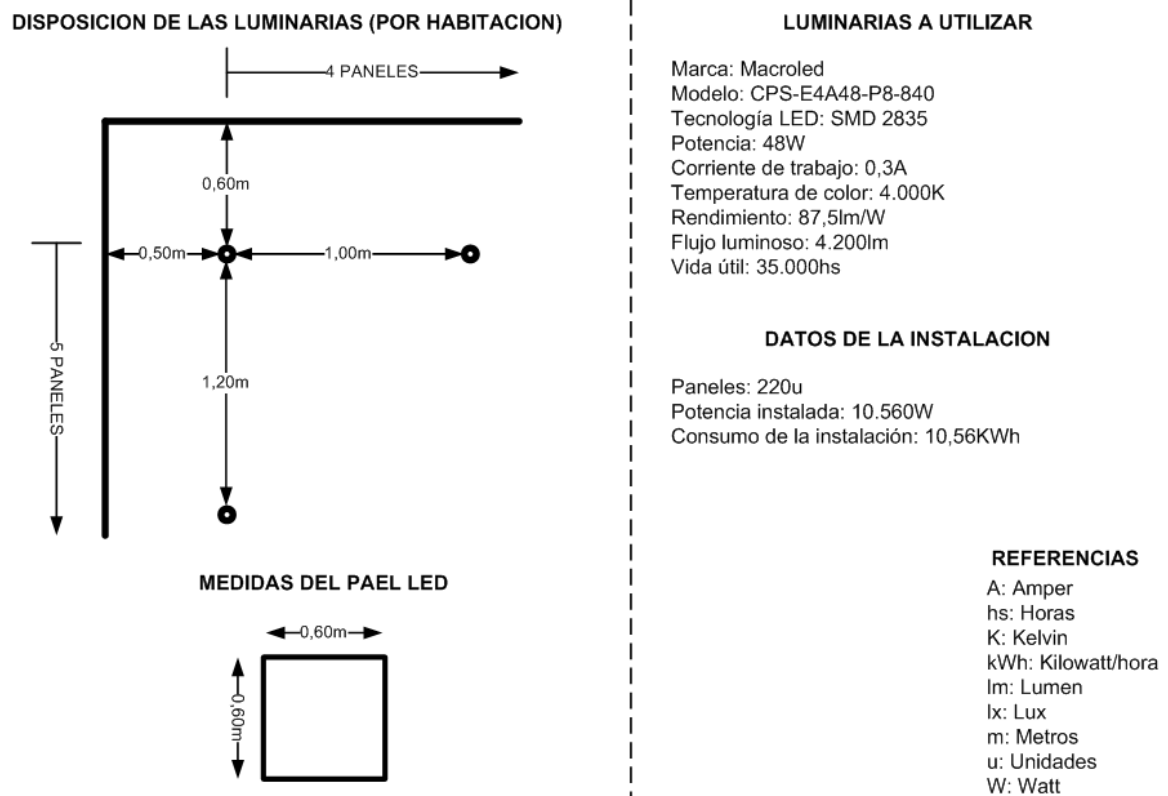 DISPOSICION DE LAS LUMINARIAS (POR HABITACION)
4 PANELES
0,60m
0,50m
1,00m
5 PANELES
1,20m
MEDIDAS DEL PAEL LED
0,60m
0,60m
LUMINARIAS A UTILIZAR
Marca: Macroled
Modelo: CPS-E4A48-P8-840
Tecnología LED: SMD 2835
Potencia: 48W
Corriente de trabajo: 0,3A
Temperatura de color: 4.000K
Rendimiento: 87,5lm/W
Flujo luminoso: 4.200lm
Vida útil: 35.000hs
DATOS DE LA INSTALACION
Paneles: 220u
Potencia instalada: 10.560W
Consumo de la instalación: 10,56KWh
REFERENCIAS
A: Amper
hs: Horas
K: Kelvin
kWh: Kilowatt/hora
lm: Lumen
lx: Lux
m: Metros
u: Unidades
W: Watt